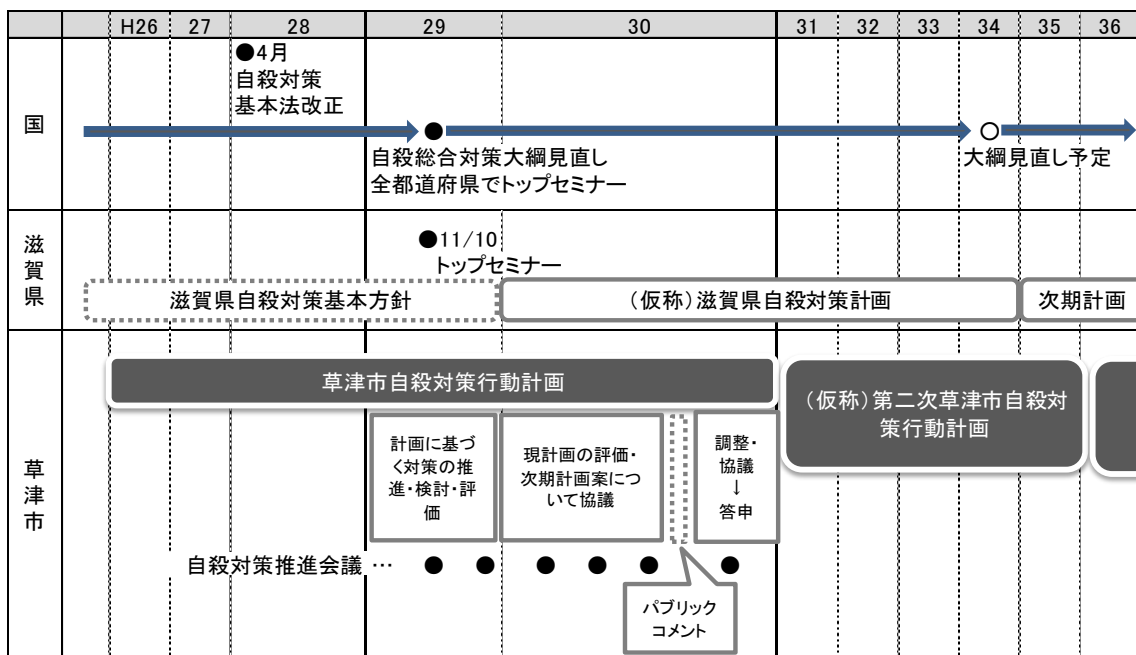 H26 27 28 29 30 31 32 33 34 35 36
国
●4月
自殺対策
基本法改正
自殺総合対策大綱見直し
全都道府県でトップセミナー
大綱見直し予定
滋賀県
●11/10
トップセミナー
滋賀県自殺対策基本方針
(仮称)滋賀県自殺対策計画
次期計画
草津市
草津市自殺対策行動計画
(仮称)第二次草津市自殺対
策行動計画
計画に基づ
く対策の推
進・検討・評
価
現計画の評価・
次期計画案につ
いて協議
調整・
協議
↓
答申
自殺対策推進会議 … ● ● ● ● ● ●
パブリック
コメント